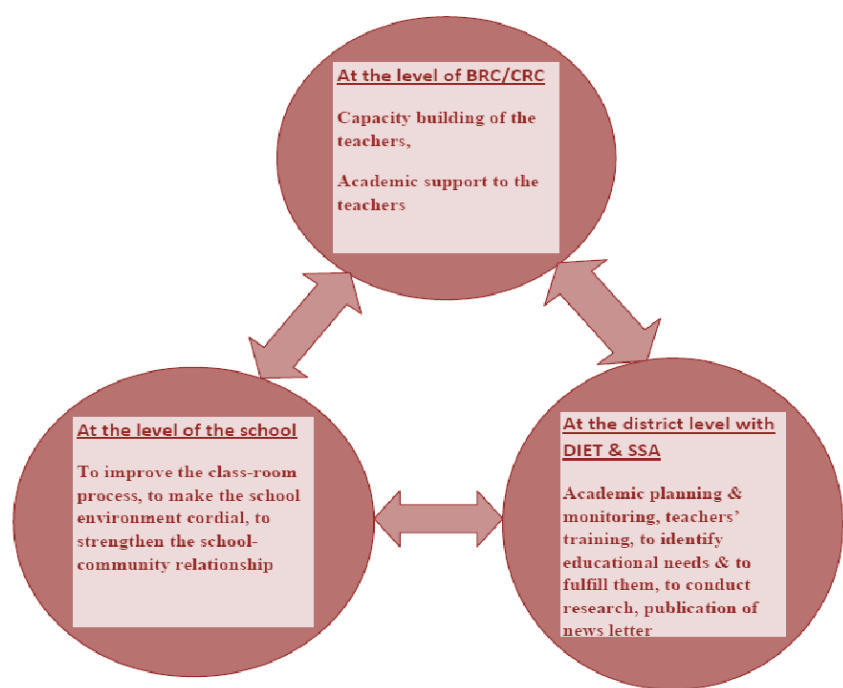 At the level of BRC/CRC
Capacity building of the
teachers,
Academic support to the
teachers
At the level of the school
To improve the class-room
process, to make the school
environment cordial, to
strengthen the school-
community relationship
At the district level with
DIET & SSA
Academic planning &
monitoring, teachers’
training, to identify
educational needs & to
fulfill them, to conduct
research, publication of
news letter